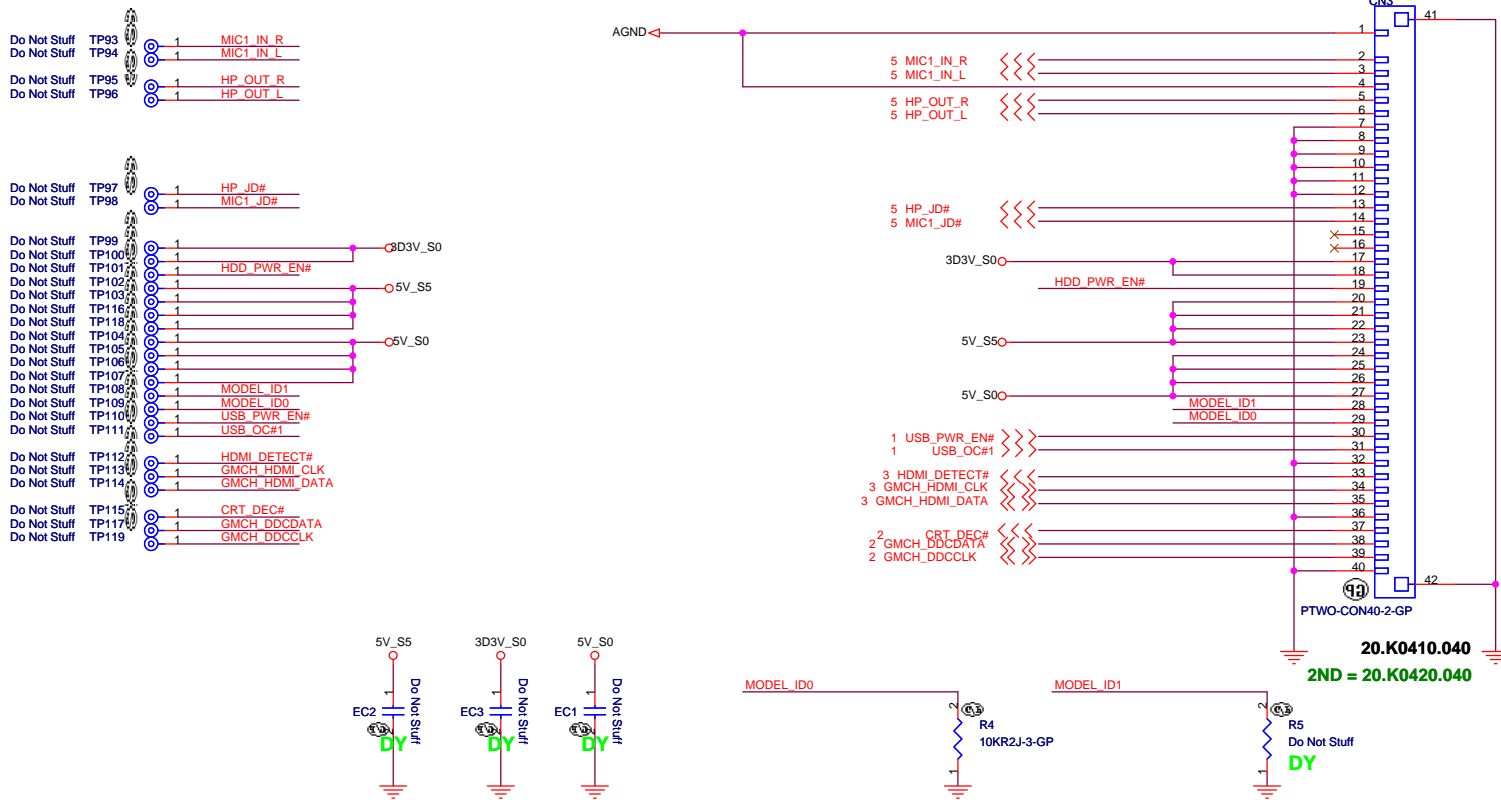 Do Not Stuff TP93 1 MIC1_IN_R
Do Not Stuff TP94 1 MIC1_IN_L
Do Not Stuff TP95 1 HP_OUT_R
Do Not Stuff TP96 1 HP_OUT_L
Do Not Stuff TP97 1 HP_JD#
Do Not Stuff TP98 1 MIC1_JD#
Do Not Stuff TP99 1 3D3V_S0
Do Not Stuff TP100 1
Do Not Stuff TP101 1 HDD_PWR_EN#
Do Not Stuff TP102 1 5V_S5
Do Not Stuff TP103 1
Do Not Stuff TP116 1
Do Not Stuff TP118 1
Do Not Stuff TP104 1 5V_S0
Do Not Stuff TP105 1
Do Not Stuff TP106 1
Do Not Stuff TP107 1
Do Not Stuff TP108 1 MODEL_ID1
Do Not Stuff TP109 1 MODEL_ID0
Do Not Stuff TP110 1 USB_PWR_EN#
Do Not Stuff TP111 1 USB_OC#1
Do Not Stuff TP112 1 HDMI_DETECT#
Do Not Stuff TP113 1 GMCH_HDMI_CLK
Do Not Stuff TP114 1 GMCH_HDMI_DATA
Do Not Stuff TP115 1 CRT_DEC#
Do Not Stuff TP117 1 GMCH_DDCDATA
Do Not Stuff TP119 1 GMCH_DDCCLK
CN3
41
AGND 1
5 MIC1_IN_R 2
5 MIC1_IN_L 3
4
5 HP_OUT_R 5
5 HP_OUT_L 6
7
8
9
10
11
12
5 HP_JD# 13
5 MIC1_JD# 14
15
16
3D3V_S0 17
18
HDD_PWR_EN# 19
20
21
22
5V_S5 23
24
25
26
5V_S0 27
MODEL_ID1 28
MODEL_ID0 29
1 USB_PWR_EN# 30
1 USB_OC#1 31
32
3 HDMI_DETECT# 33
3 GMCH_HDMI_CLK 34
3 GMCH_HDMI_DATA 35
36
2 CRT_DEC# 37
2 GMCH_DDCDATA 38
2 GMCH_DDCCLK 39
40
42
PTWO-CON40-2-GP
20.K0410.040
2ND = 20.K0420.040
5V_S5
1
EC2
Do Not Stuff
DY
3D3V_S0
1
EC3
Do Not Stuff
DY
5V_S0
1
EC1
Do Not Stuff
DY
MODEL_ID0
2
R4
10KR2J-3-GP
1
MODEL_ID1
2
R5
Do Not Stuff
DY
1